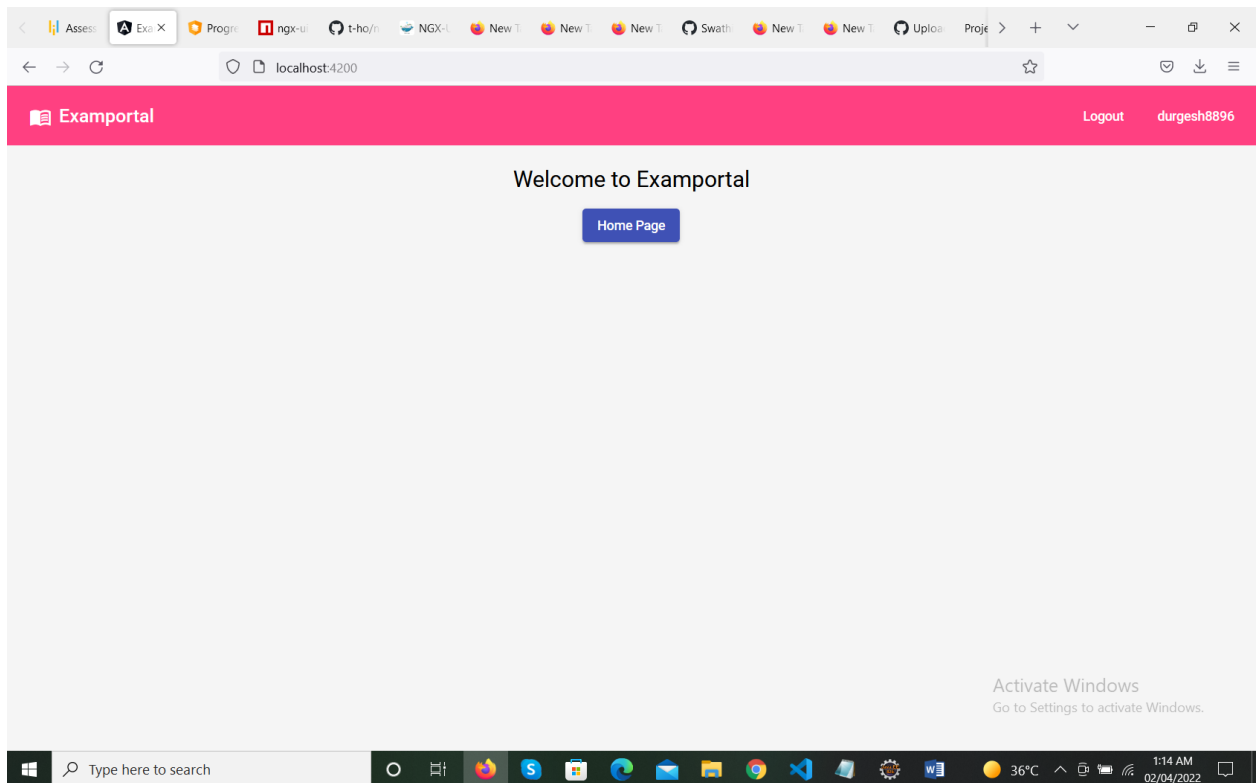 Assess
Exa
Progre
ngx-ui
t-ho/n
NGX-U
New T
New T
New T
Swath
New T
New T
Uploa
Proje
localhost:4200
Examportal
Logout
durgesh8896
Welcome to Examportal
Home Page
Activate Windows
Go to Settings to activate Windows.
Type here to search
36°C
1:14 AM
02/04/2022